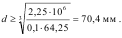 d ≥ ∛(2,25·10⁶ / 0,1·64,25) = 70,4 мм .